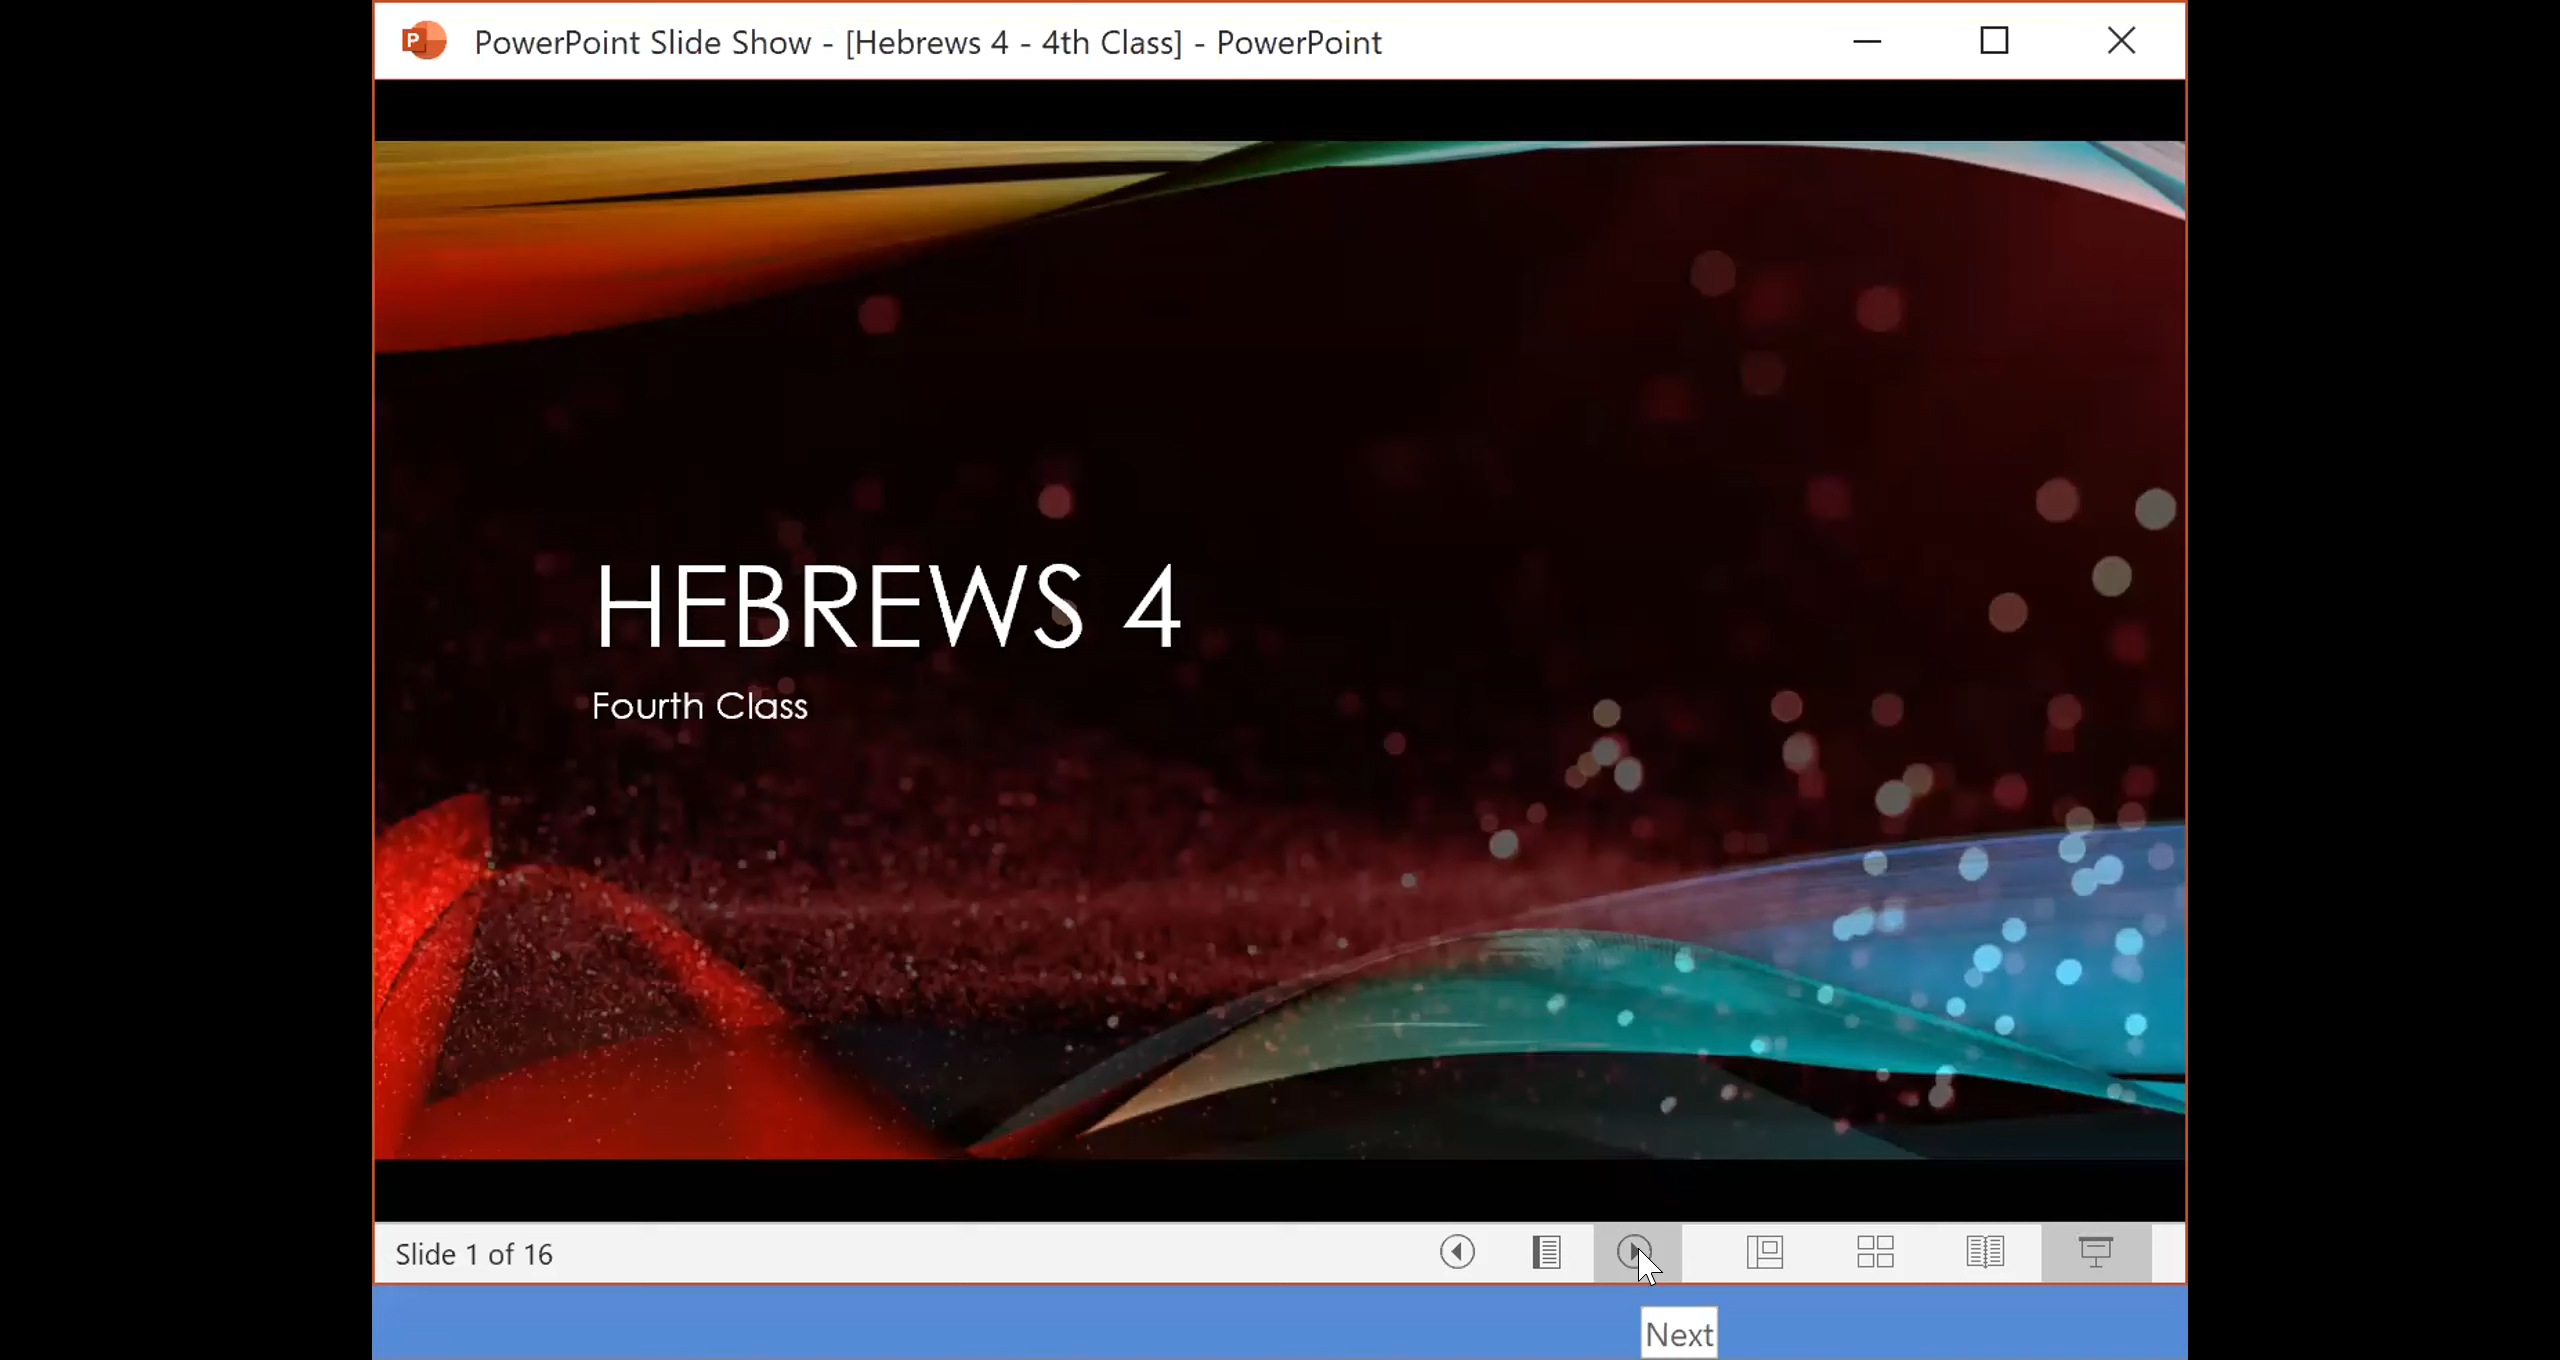 PowerPoint Slide Show - [Hebrews 4 - 4th Class] - PowerPoint
HEBREWS 4
Fourth Class
Slide 1 of 16
Next